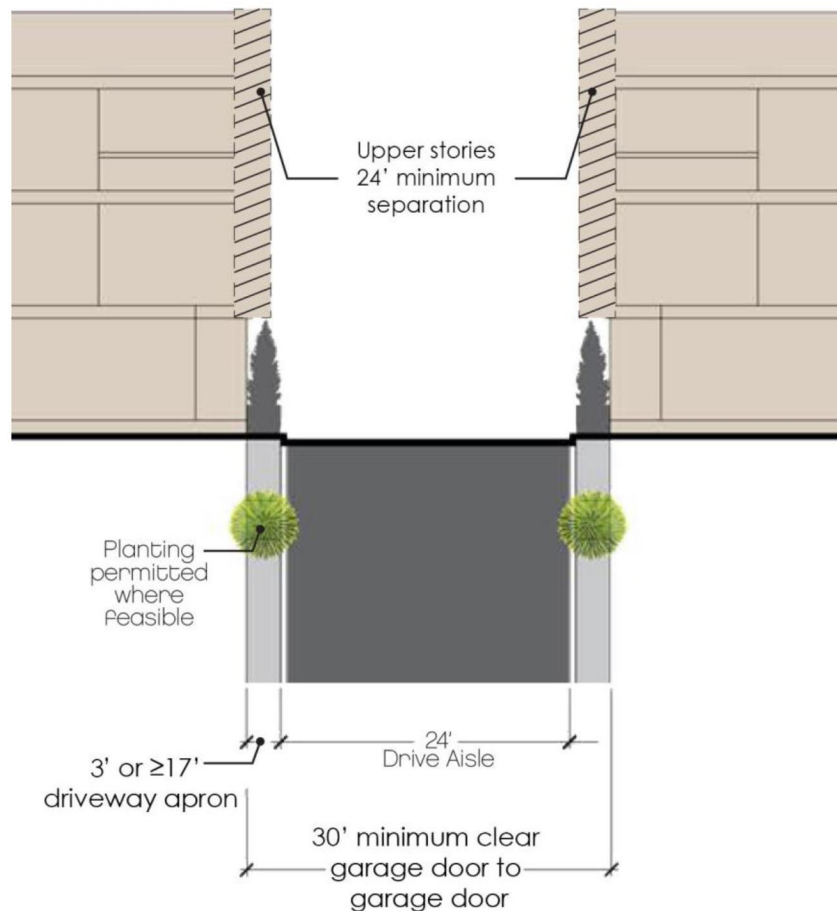 Upper stories
24’ minimum
separation
Planting
permitted
where
feasible
24'
Drive Aisle
3’ or ≥17’
driveway apron
30’ minimum clear
garage door to
garage door